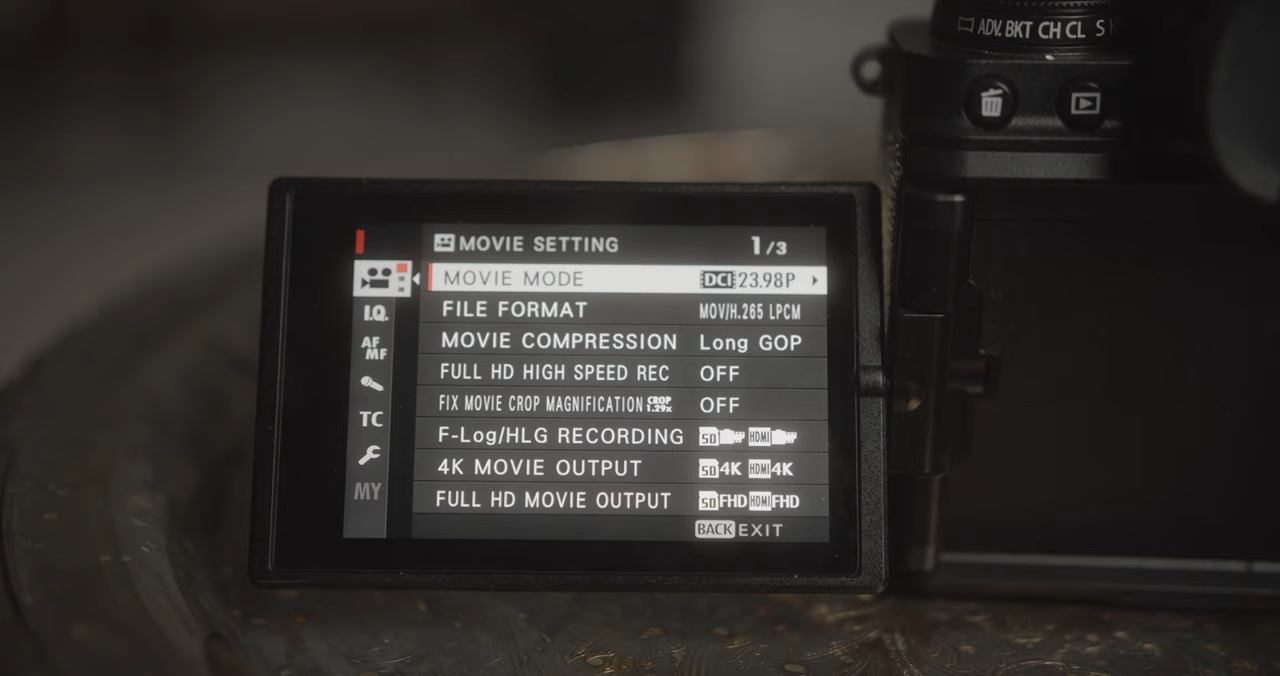 ADV. BKT CH CL S
MOVIE SETTING 1/3
MOVIE MODE DCI 23.98P
I.Q. FILE FORMAT MOV/H.265 LPCM
AF MF MOVIE COMPRESSION Long GOP
FULL HD HIGH SPEED REC OFF
FIX MOVIE CROP MAGNIFICATION CROP 1.29x OFF
TC F-Log/HLG RECORDING SD HDMI
4K MOVIE OUTPUT SD 4K HDMI 4K
MY FULL HD MOVIE OUTPUT SD FHD HDMI FHD
BACK EXIT